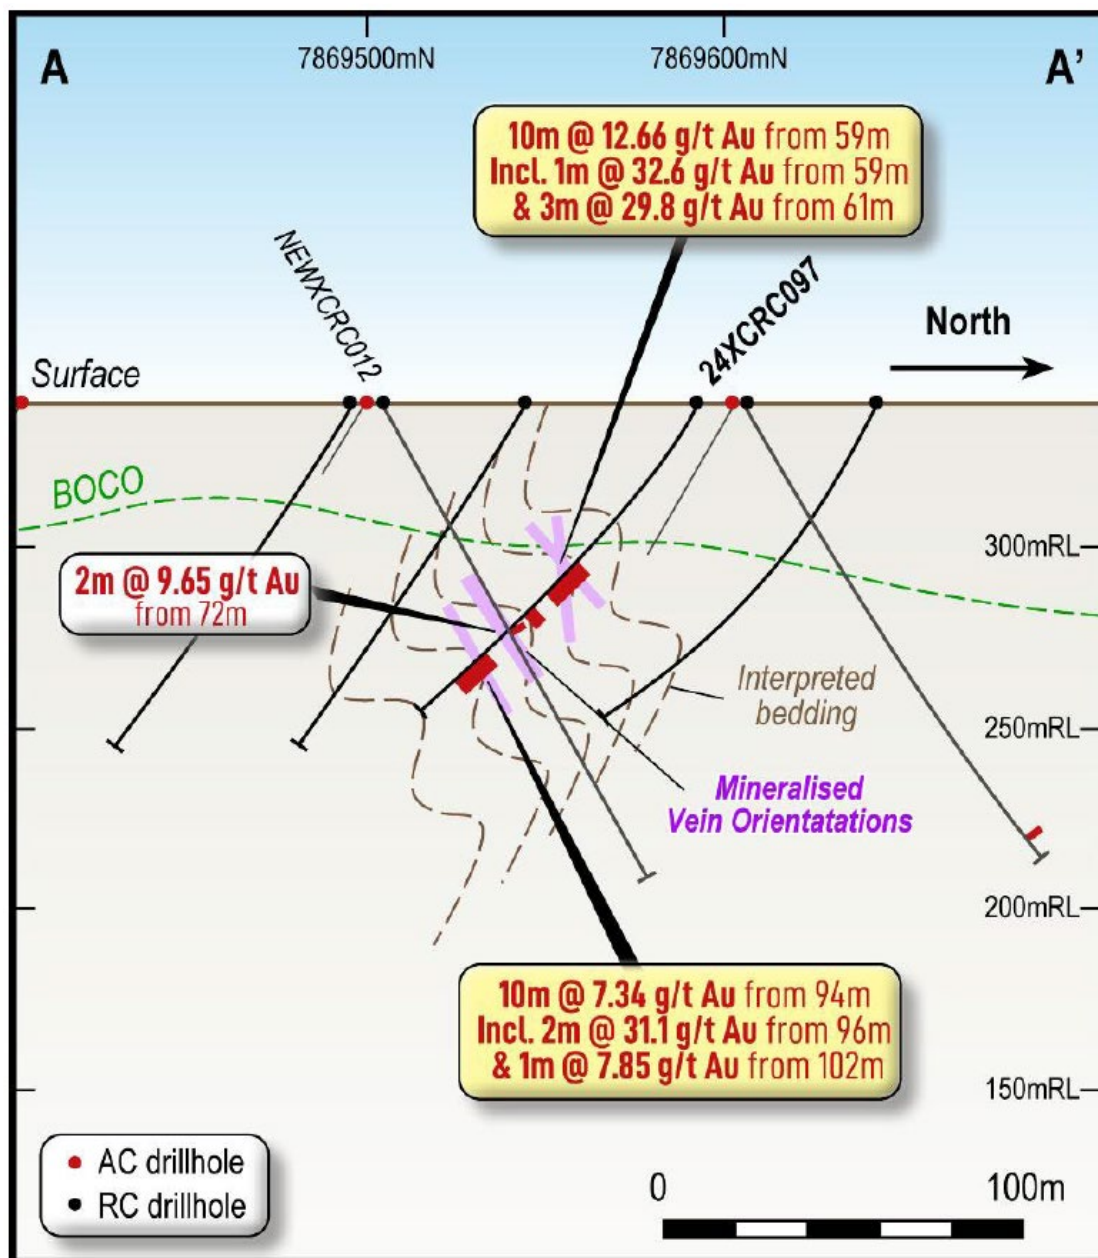 A
7869500mN
7869600mN
A’
10m @ 12.66 g/t Au from 59m
Incl. 1m @ 32.6 g/t Au from 59m
& 3m @ 29.8 g/t Au from 61m
NEWXCRC012
24XCRC097
North
Surface
BOCO
300mRL
2m @ 9.65 g/t Au
from 72m
Interpreted
bedding
250mRL
Mineralised
Vein Orientatations
200mRL
10m @ 7.34 g/t Au from 94m
Incl. 2m @ 31.1 g/t Au from 96m
& 1m @ 7.85 g/t Au from 102m
150mRL
AC drillhole
RC drillhole
0
100m